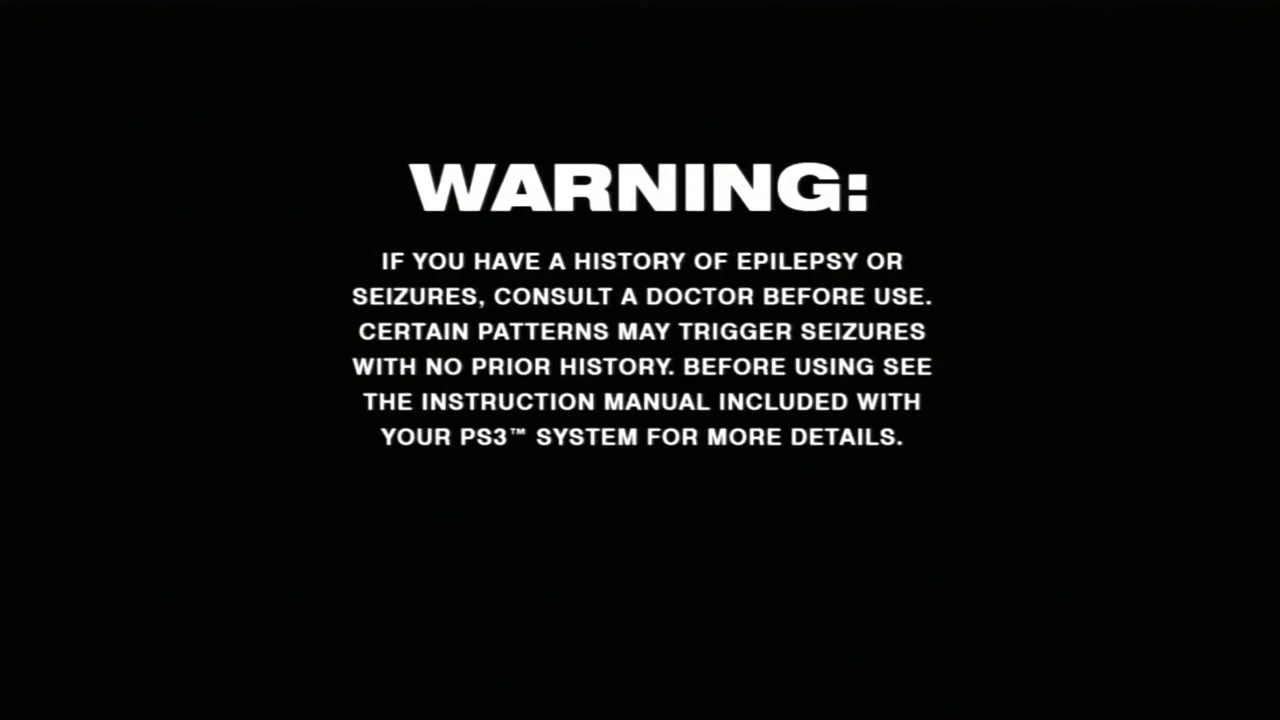 WARNING:
IF YOU HAVE A HISTORY OF EPILEPSY OR
SEIZURES, CONSULT A DOCTOR BEFORE USE.
CERTAIN PATTERNS MAY TRIGGER SEIZURES
WITH NO PRIOR HISTORY. BEFORE USING SEE
THE INSTRUCTION MANUAL INCLUDED WITH
YOUR PS3™ SYSTEM FOR MORE DETAILS.